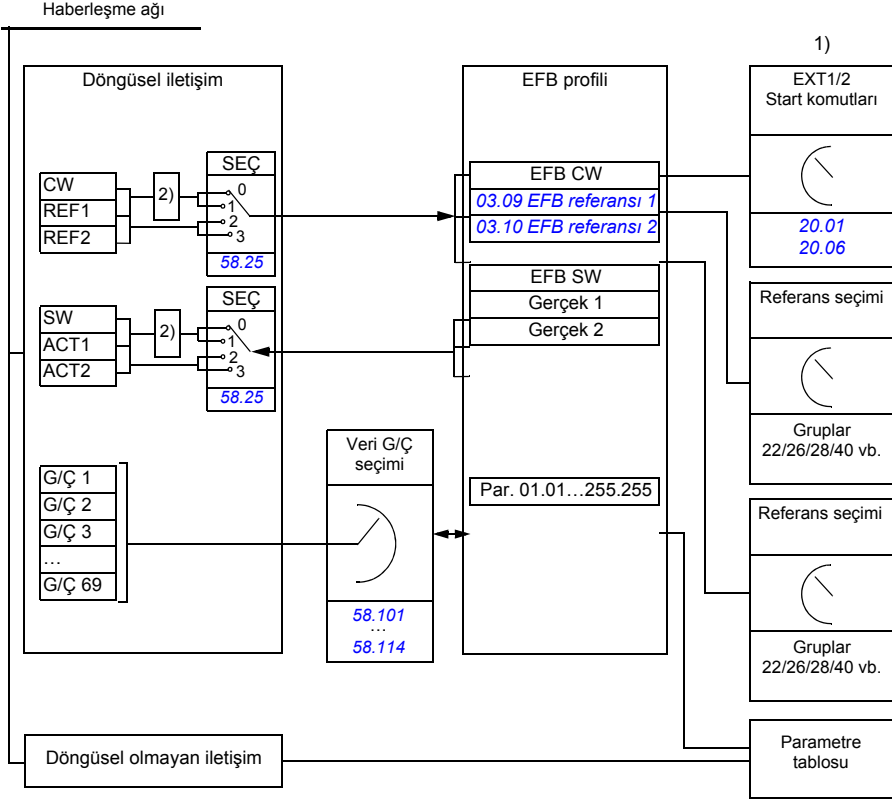 Haberleşme ağı
1)
Döngüsel iletişim
EFB profili
EXT1/2
Start komutları
CW
REF1
REF2
2)
SEÇ
0
1
2
3
58.25
EFB CW
03.09 EFB referansı 1
03.10 EFB referansı 2
20.01
20.06
SW
ACT1
ACT2
2)
SEÇ
0
1
2
3
58.25
EFB SW
Gerçek 1
Gerçek 2
Referans seçimi
Gruplar
22/26/28/40 vb.
G/Ç 1
G/Ç 2
G/Ç 3
…
G/Ç 69
Veri G/Ç
seçimi
58.101
…
58.114
Par. 01.01…255.255
Referans seçimi
Gruplar
22/26/28/40 vb.
Döngüsel olmayan iletişim
Parametre
tablosu